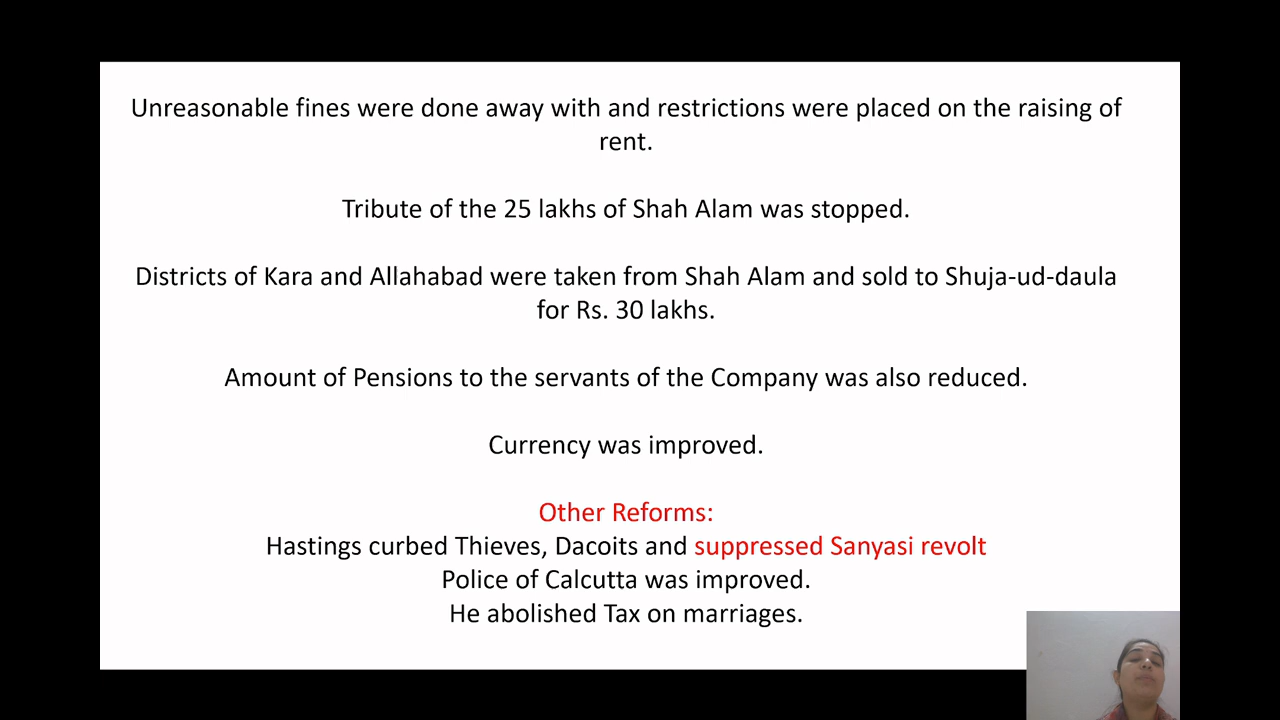 Unreasonable fines were done away with and restrictions were placed on the raising of
rent.
Tribute of the 25 lakhs of Shah Alam was stopped.
Districts of Kara and Allahabad were taken from Shah Alam and sold to Shuja-ud-daula
for Rs. 30 lakhs.
Amount of Pensions to the servants of the Company was also reduced.
Currency was improved.
Other Reforms:
Hastings curbed Thieves, Dacoits and suppressed Sanyasi revolt
Police of Calcutta was improved.
He abolished Tax on marriages.